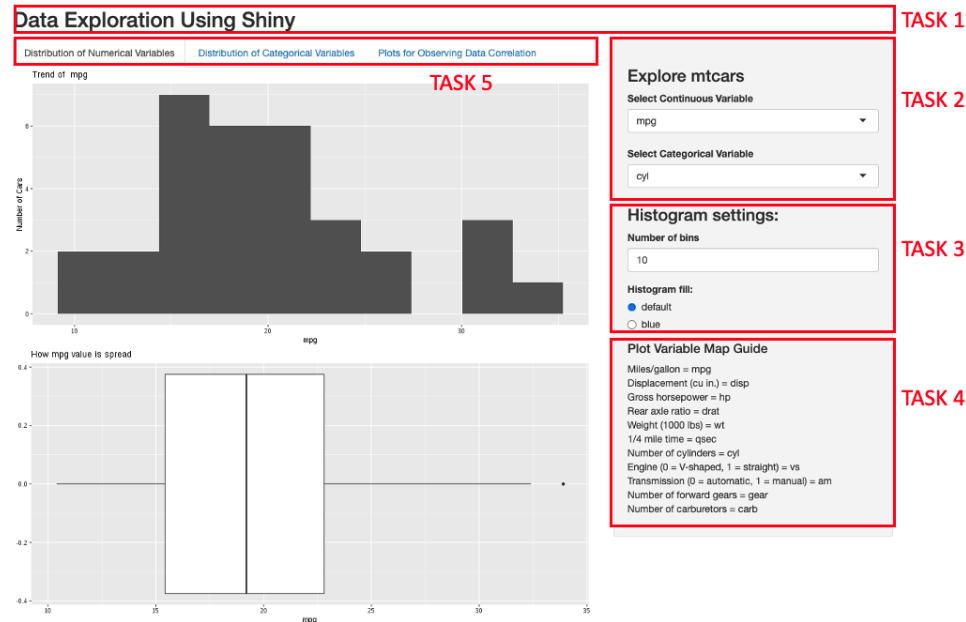 Data Exploration Using Shiny
TASK 1
Distribution of Numerical Variables
Distribution of Categorical Variables
Plots for Observing Data Correlation
TASK 5
Trend of mpg
Number of Cars
6
4
2
0
10
20
30
mpg
How mpg value is spread
0.4
0.2
0.0
-0.2
-0.4
10
15
20
25
30
35
mpg
Explore mtcars
TASK 2
Select Continuous Variable
mpg
Select Categorical Variable
cyl
Histogram settings:
TASK 3
Number of bins
10
Histogram fill:
default
blue
Plot Variable Map Guide
TASK 4
Miles/gallon = mpg
Displacement (cu in.) = disp
Gross horsepower = hp
Rear axle ratio = drat
Weight (1000 lbs) = wt
1/4 mile time = qsec
Number of cylinders = cyl
Engine (0 = V-shaped, 1 = straight) = vs
Transmission (0 = automatic, 1 = manual) = am
Number of forward gears = gear
Number of carburetors = carb